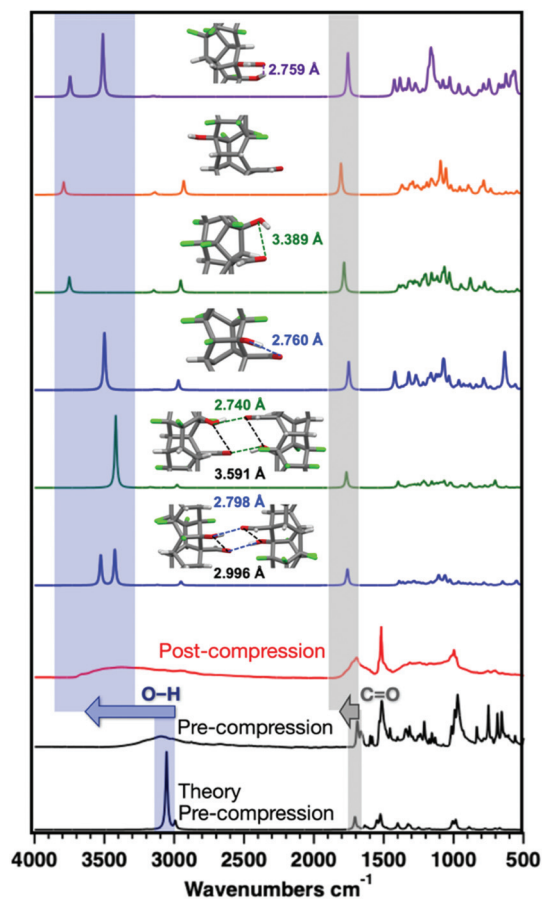 2.759 Å
3.389 Å
2.760 Å
2.740 Å
3.591 Å
2.798 Å
2.996 Å
Post-compression
O–H
C=O
Pre-compression
Theory
Pre-compression
4000 3500 3000 2500 2000 1500 1000 500
Wavenumbers cm-1